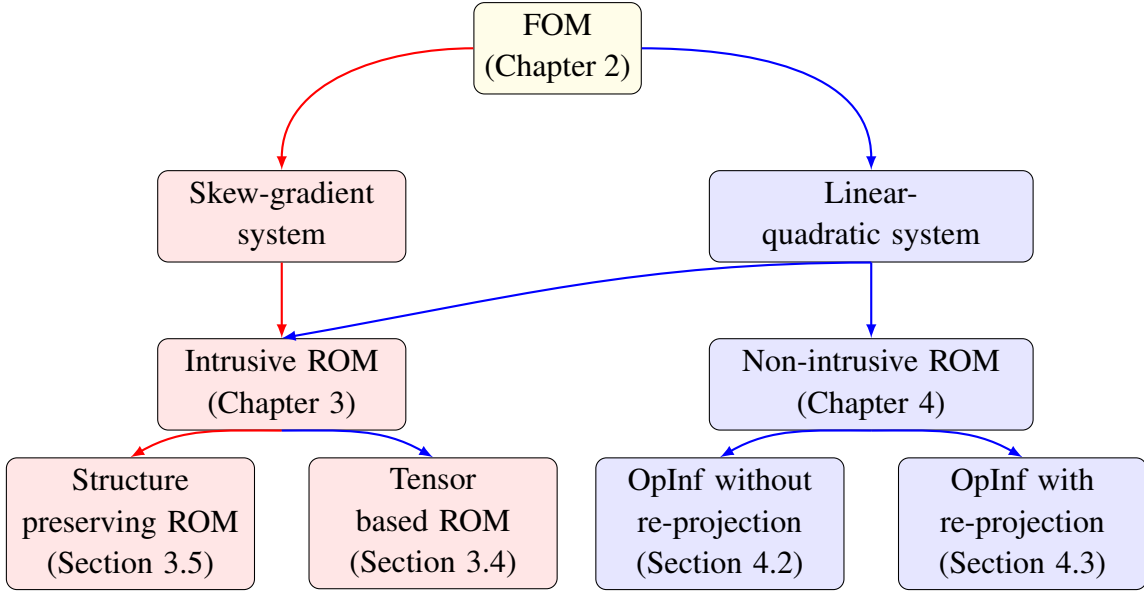 FOM
(Chapter 2)
Skew-gradient
system
Linear-
quadratic system
Intrusive ROM
(Chapter 3)
Non-intrusive ROM
(Chapter 4)
Structure
preserving ROM
(Section 3.5)
Tensor
based ROM
(Section 3.4)
OpInf without
re-projection
(Section 4.2)
OpInf with
re-projection
(Section 4.3)